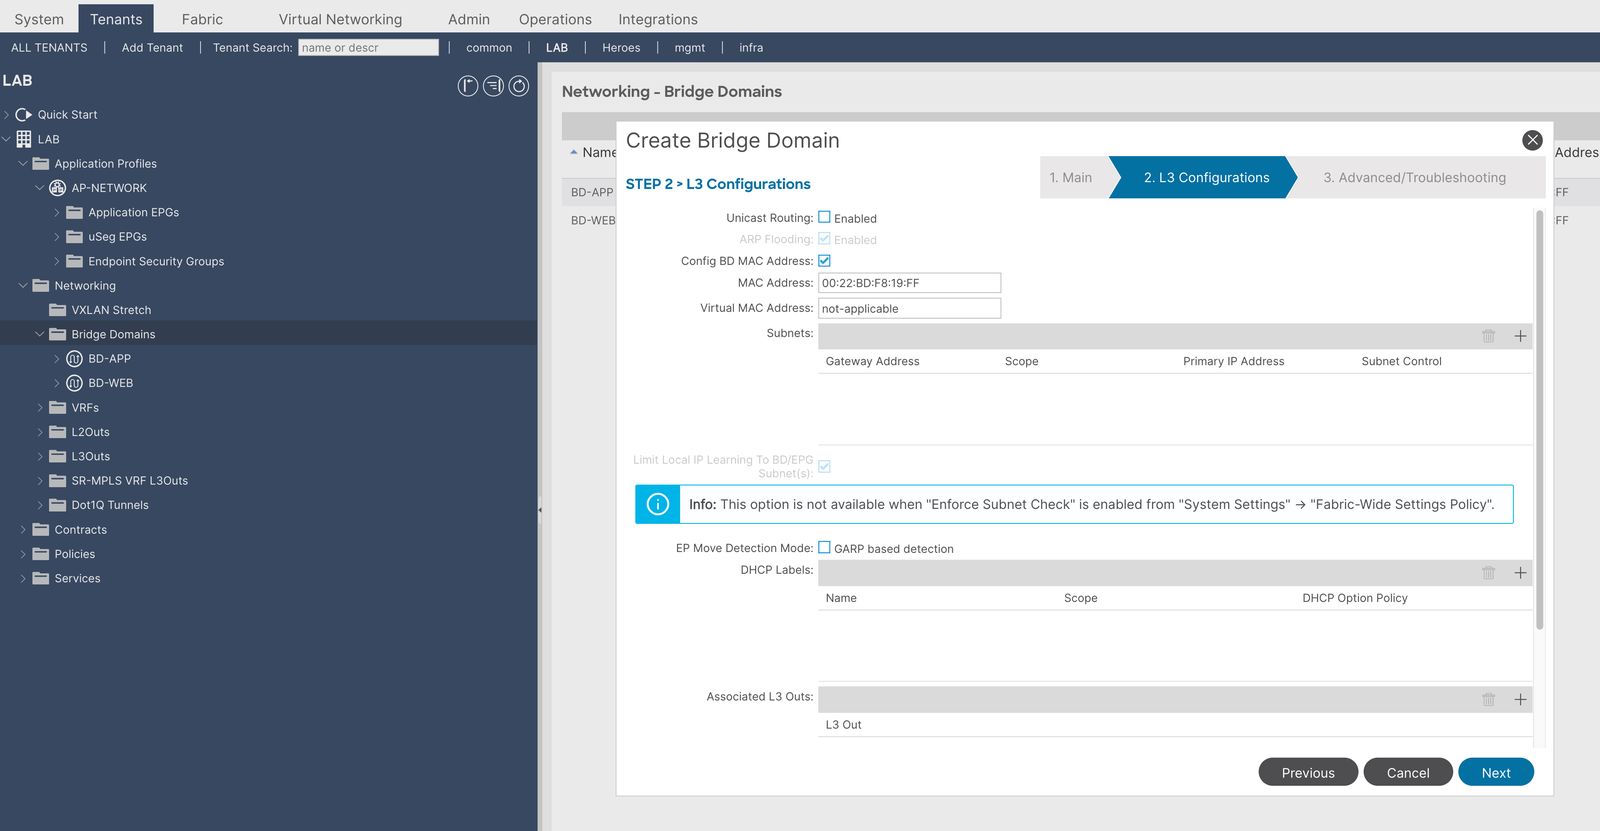 System Tenants Fabric Virtual Networking Admin Operations Integrations
ALL TENANTS | Add Tenant | Tenant Search: name or descr | common | LAB | Heroes | mgmt | infra
LAB
Quick Start
LAB
Application Profiles
AP-NETWORK
Application EPGs
uSeg EPGs
Endpoint Security Groups
Networking
VXLAN Stretch
Bridge Domains
BD-APP
BD-WEB
VRFs
L2Outs
L3Outs
SR-MPLS VRF L3Outs
Dot1Q Tunnels
Contracts
Policies
Services
Networking - Bridge Domains
Name
Addres
BD-APP
FF
BD-WEB
FF
Create Bridge Domain
STEP 2 > L3 Configurations
1. Main 2. L3 Configurations 3. Advanced/Troubleshooting
Unicast Routing: Enabled
ARP Flooding: Enabled
Config BD MAC Address:
MAC Address: 00:22:BD:F8:19:FF
Virtual MAC Address: not-applicable
Subnets:
Gateway Address Scope Primary IP Address Subnet Control
Limit Local IP Learning To BD/EPG
Subnet(s):
Info: This option is not available when "Enforce Subnet Check" is enabled from "System Settings" → "Fabric-Wide Settings Policy".
EP Move Detection Mode: GARP based detection
DHCP Labels:
Name Scope DHCP Option Policy
Associated L3 Outs:
L3 Out
Previous Cancel Next